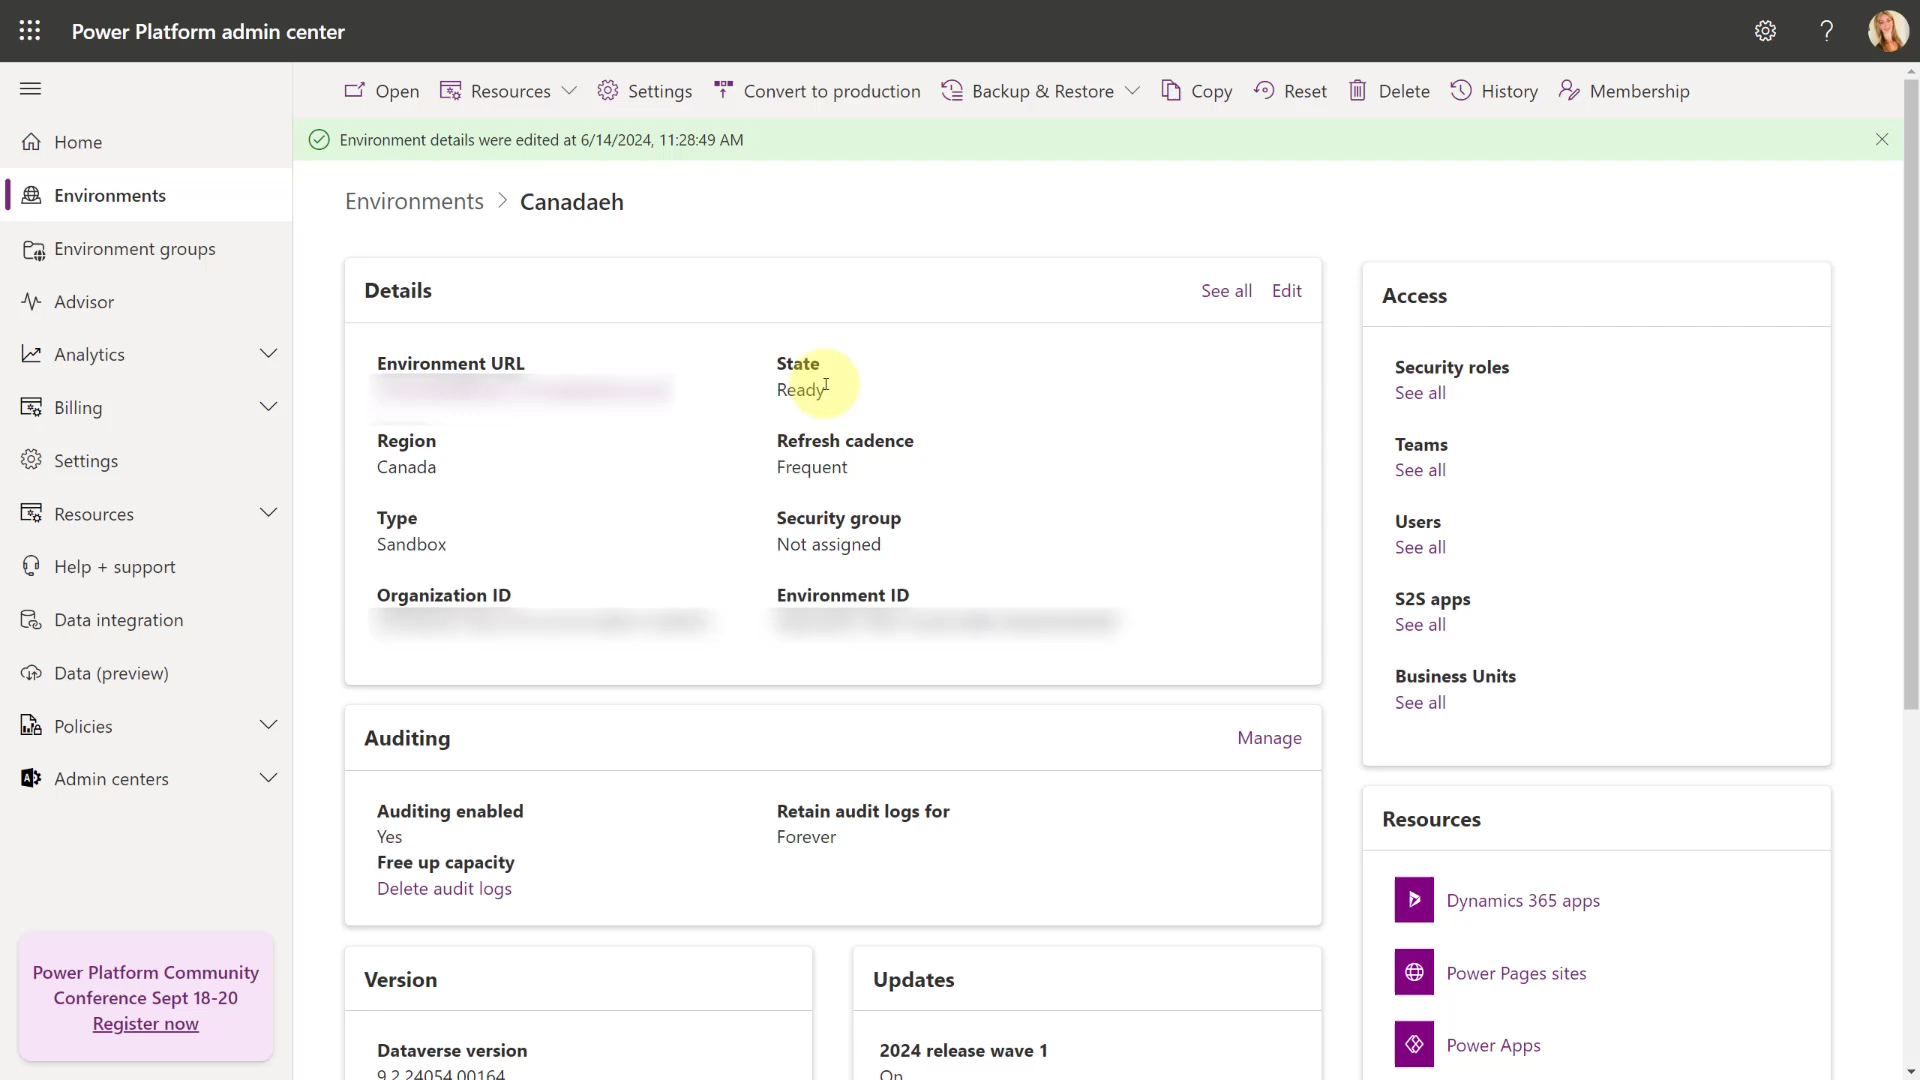 Power Platform admin center
?
Open
Resources
Settings
Convert to production
Backup & Restore
Copy
Reset
Delete
History
Membership
Environment details were edited at 6/14/2024, 11:28:49 AM
Home
Environments
Environment groups
Advisor
Analytics
Billing
Settings
Resources
Help + support
Data integration
Data (preview)
Policies
Admin centers
Power Platform Community
Conference Sept 18-20
Register now
Environments > Canadaeh
Details
See all
Edit
Environment URL
State
Ready
Region
Canada
Refresh cadence
Frequent
Type
Sandbox
Security group
Not assigned
Organization ID
Environment ID
Auditing
Manage
Auditing enabled
Yes
Retain audit logs for
Forever
Free up capacity
Delete audit logs
Version
Dataverse version
9.2.24054.00164
Updates
2024 release wave 1
On
Access
Security roles
See all
Teams
See all
Users
See all
S2S apps
See all
Business Units
See all
Resources
Dynamics 365 apps
Power Pages sites
Power Apps